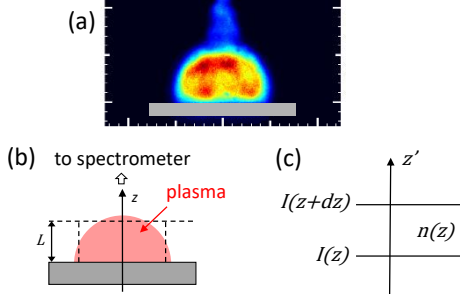 (a)
(b)
to spectrometer
z
plasma
L
(c)
z'
I(z+dz)
n(z)
I(z)